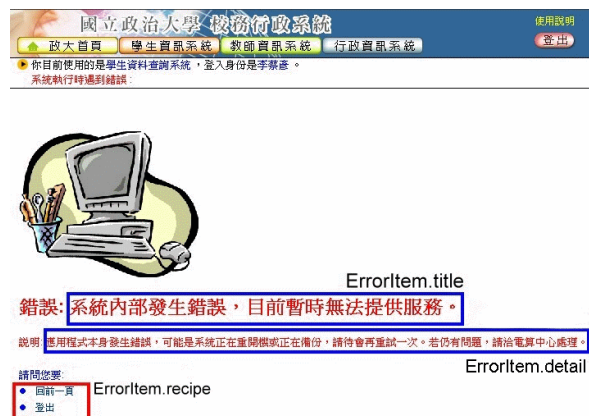 國立政治大學 校務行政系統
使用說明
政大首頁 學生資訊系統 教師資訊系統 行政資訊系統
登出
你目前使用的是學生資料查詢系統，登入身份是李蔡彥。
系統執行時遇到錯誤:
ErrorItem.title
錯誤: 系統內部發生錯誤，目前暫時無法提供服務。
說明: 應用程式本身發生錯誤，可能是系統正在重開機或正在備份，請待會再重試一次。若仍有問題，請洽電算中心處理。
ErrorItem.detail
請問您要:
回前一頁
ErrorItem.recipe
登出